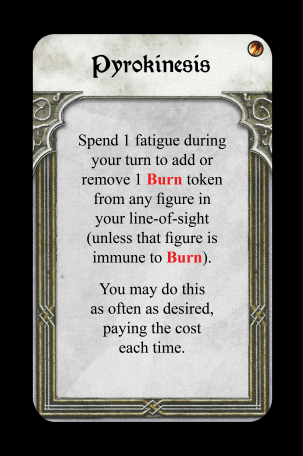 Pyrokinesis
Spend 1 fatigue during
your turn to add or
remove 1 Burn token
from any figure in
your line-of-sight
(unless that figure is
immune to Burn).
You may do this
as often as desired,
paying the cost
each time.